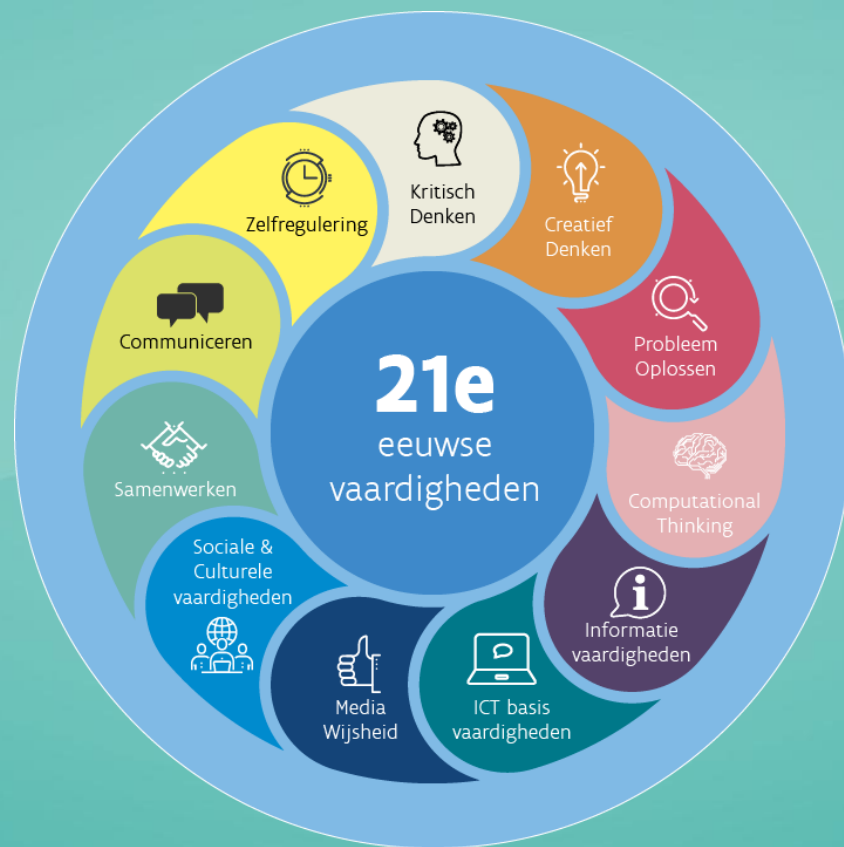 21e
eeuwse
vaardigheden
Kritisch
Denken
Creatief
Denken
Probleem
Oplossen
Computational
Thinking
Informatie
vaardigheden
ICT basis
vaardigheden
Media
Wijsheid
Sociale &
Culturele
vaardigheden
Samenwerken
Communiceren
Zelfregulering